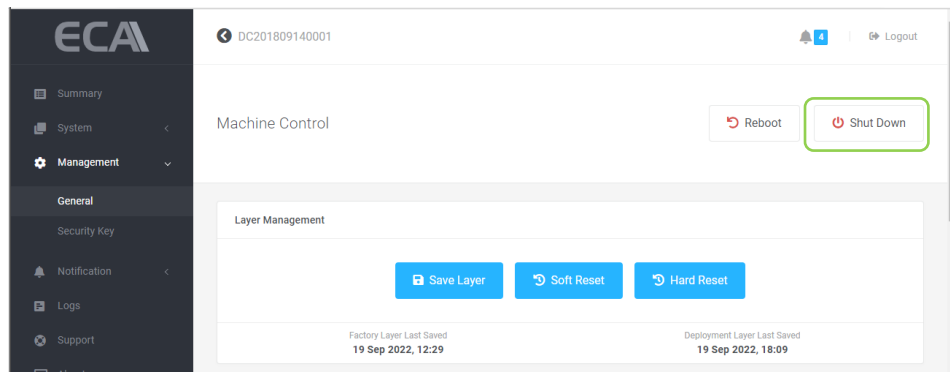 ECA
DC201809140001
4
Logout
Summary
System
Management
General
Security Key
Notification
Logs
Support
Machine Control
Reboot
Shut Down
Layer Management
Save Layer
Soft Reset
Hard Reset
Factory Layer Last Saved
19 Sep 2022, 12:29
Deployment Layer Last Saved
19 Sep 2022, 18:09